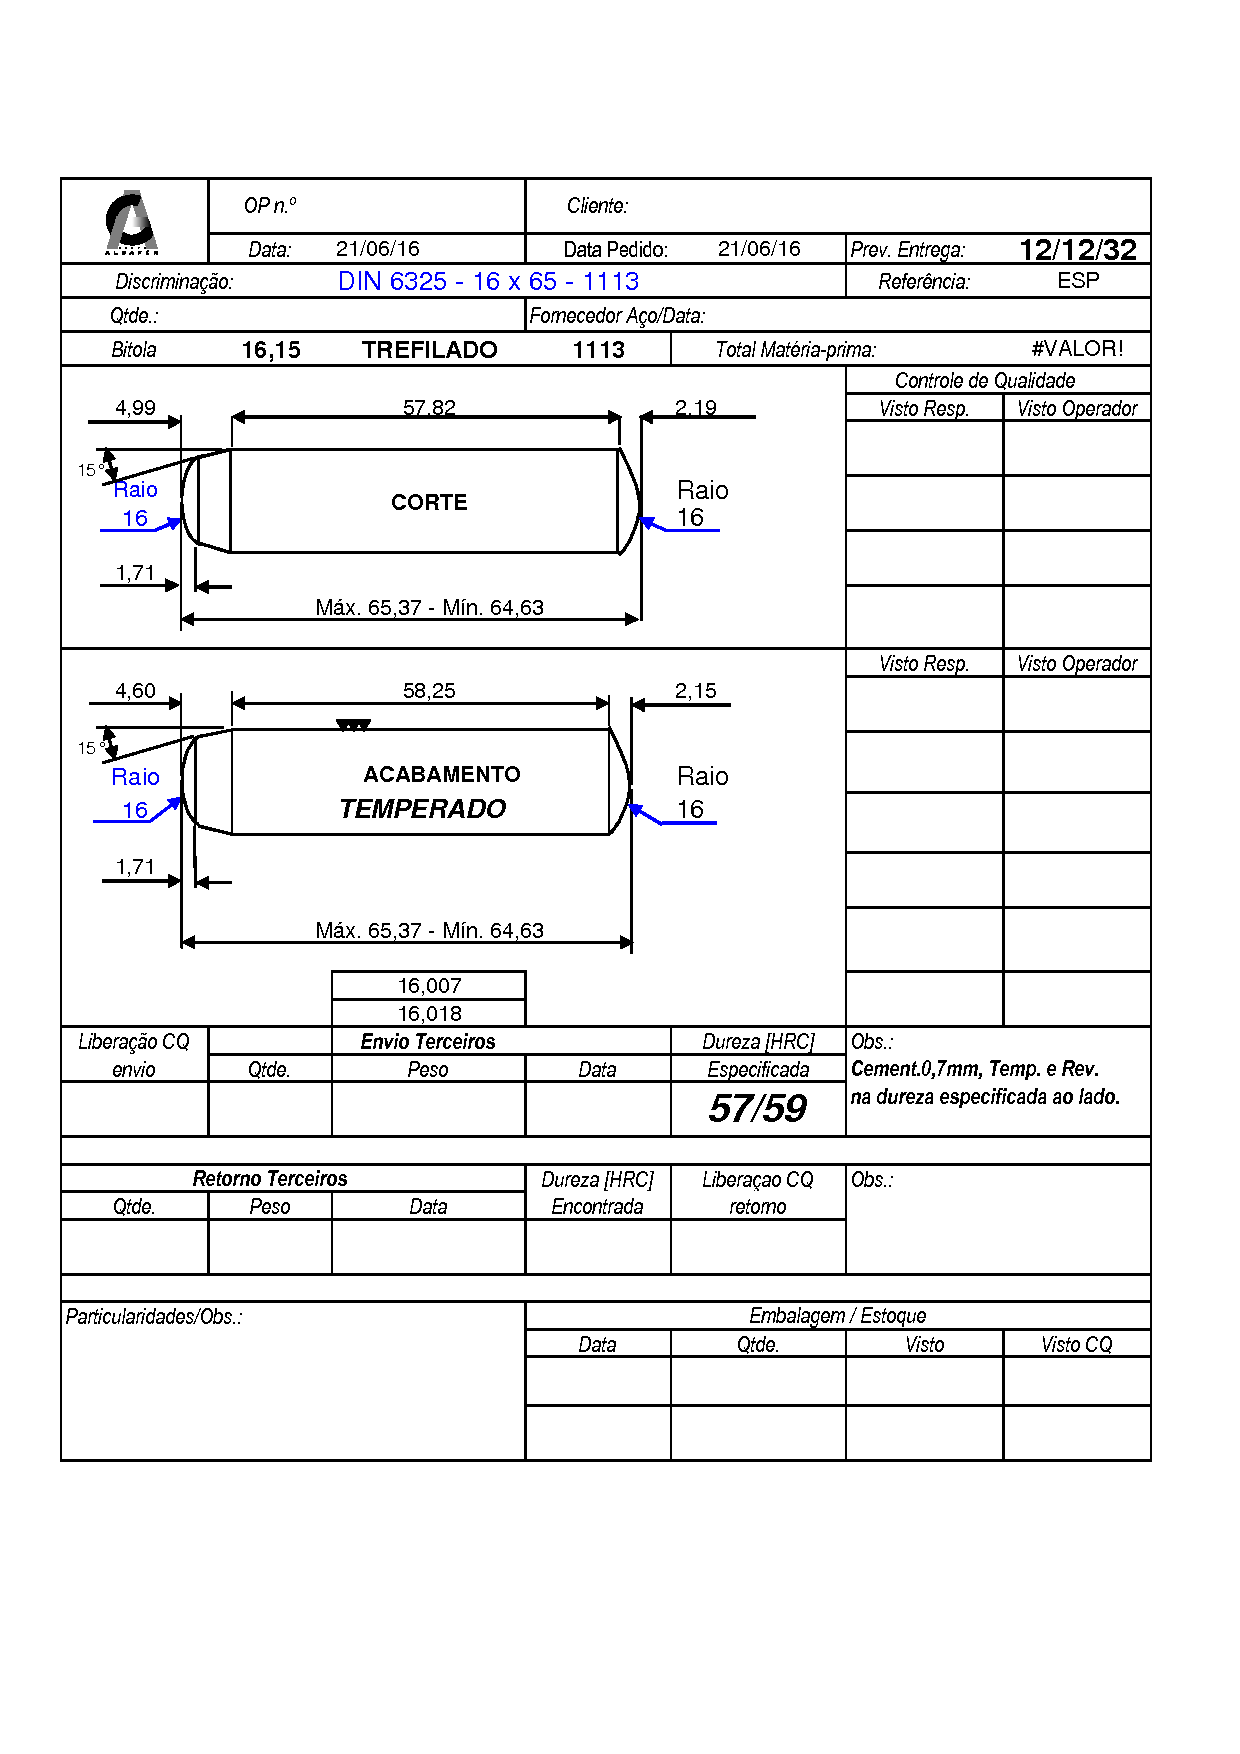 ALBAFER
OP n.º Cliente:
Data: 21/06/16 Data Pedido: 21/06/16 Prev. Entrega: 12/12/32
Discriminação: DIN 6325 - 16 x 65 - 1113 Referência: ESP
Qtde.: Fornecedor Aço/Data:
Bitola 16,15 TREFILADO 1113 Total Matéria-prima: #VALOR!
Controle de Qualidade
4,99 57,82 2,19 Visto Resp. Visto Operador
15°
Raio Raio
CORTE
16 16
1,71
Máx. 65,37 - Mín. 64,63
Visto Resp. Visto Operador
4,60 58,25 2,15
15°
Raio ACABAMENTO Raio
16 TEMPERADO 16
1,71
Máx. 65,37 - Mín. 64,63
16,007
16,018
Liberação CQ Envio Terceiros Dureza [HRC] Obs.:
envio Qtde. Peso Data Especificada Cement.0,7mm, Temp. e Rev.
57/59 na dureza especificada ao lado.
Retorno Terceiros Dureza [HRC] Liberaçao CQ Obs.:
Qtde. Peso Data Encontrada retorno
Particularidades/Obs.: Embalagem / Estoque
Data Qtde. Visto Visto CQ